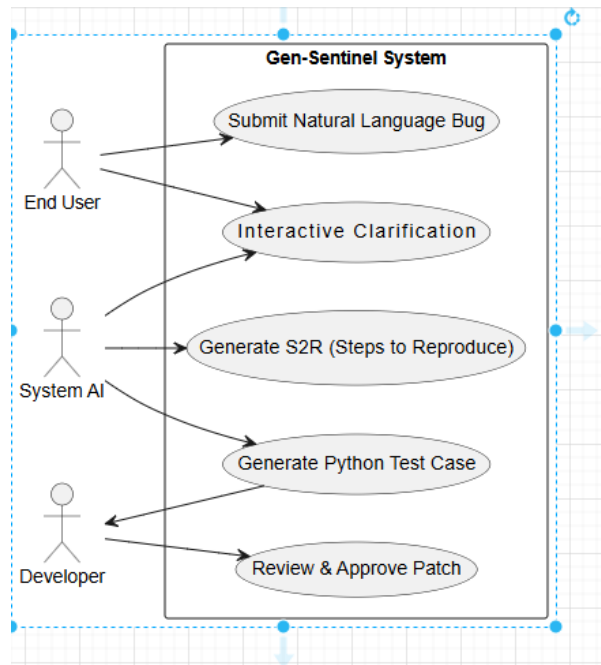 Gen-Sentinel System
Submit Natural Language Bug
End User
Interactive Clarification
Generate S2R (Steps to Reproduce)
System AI
Generate Python Test Case
Developer
Review & Approve Patch